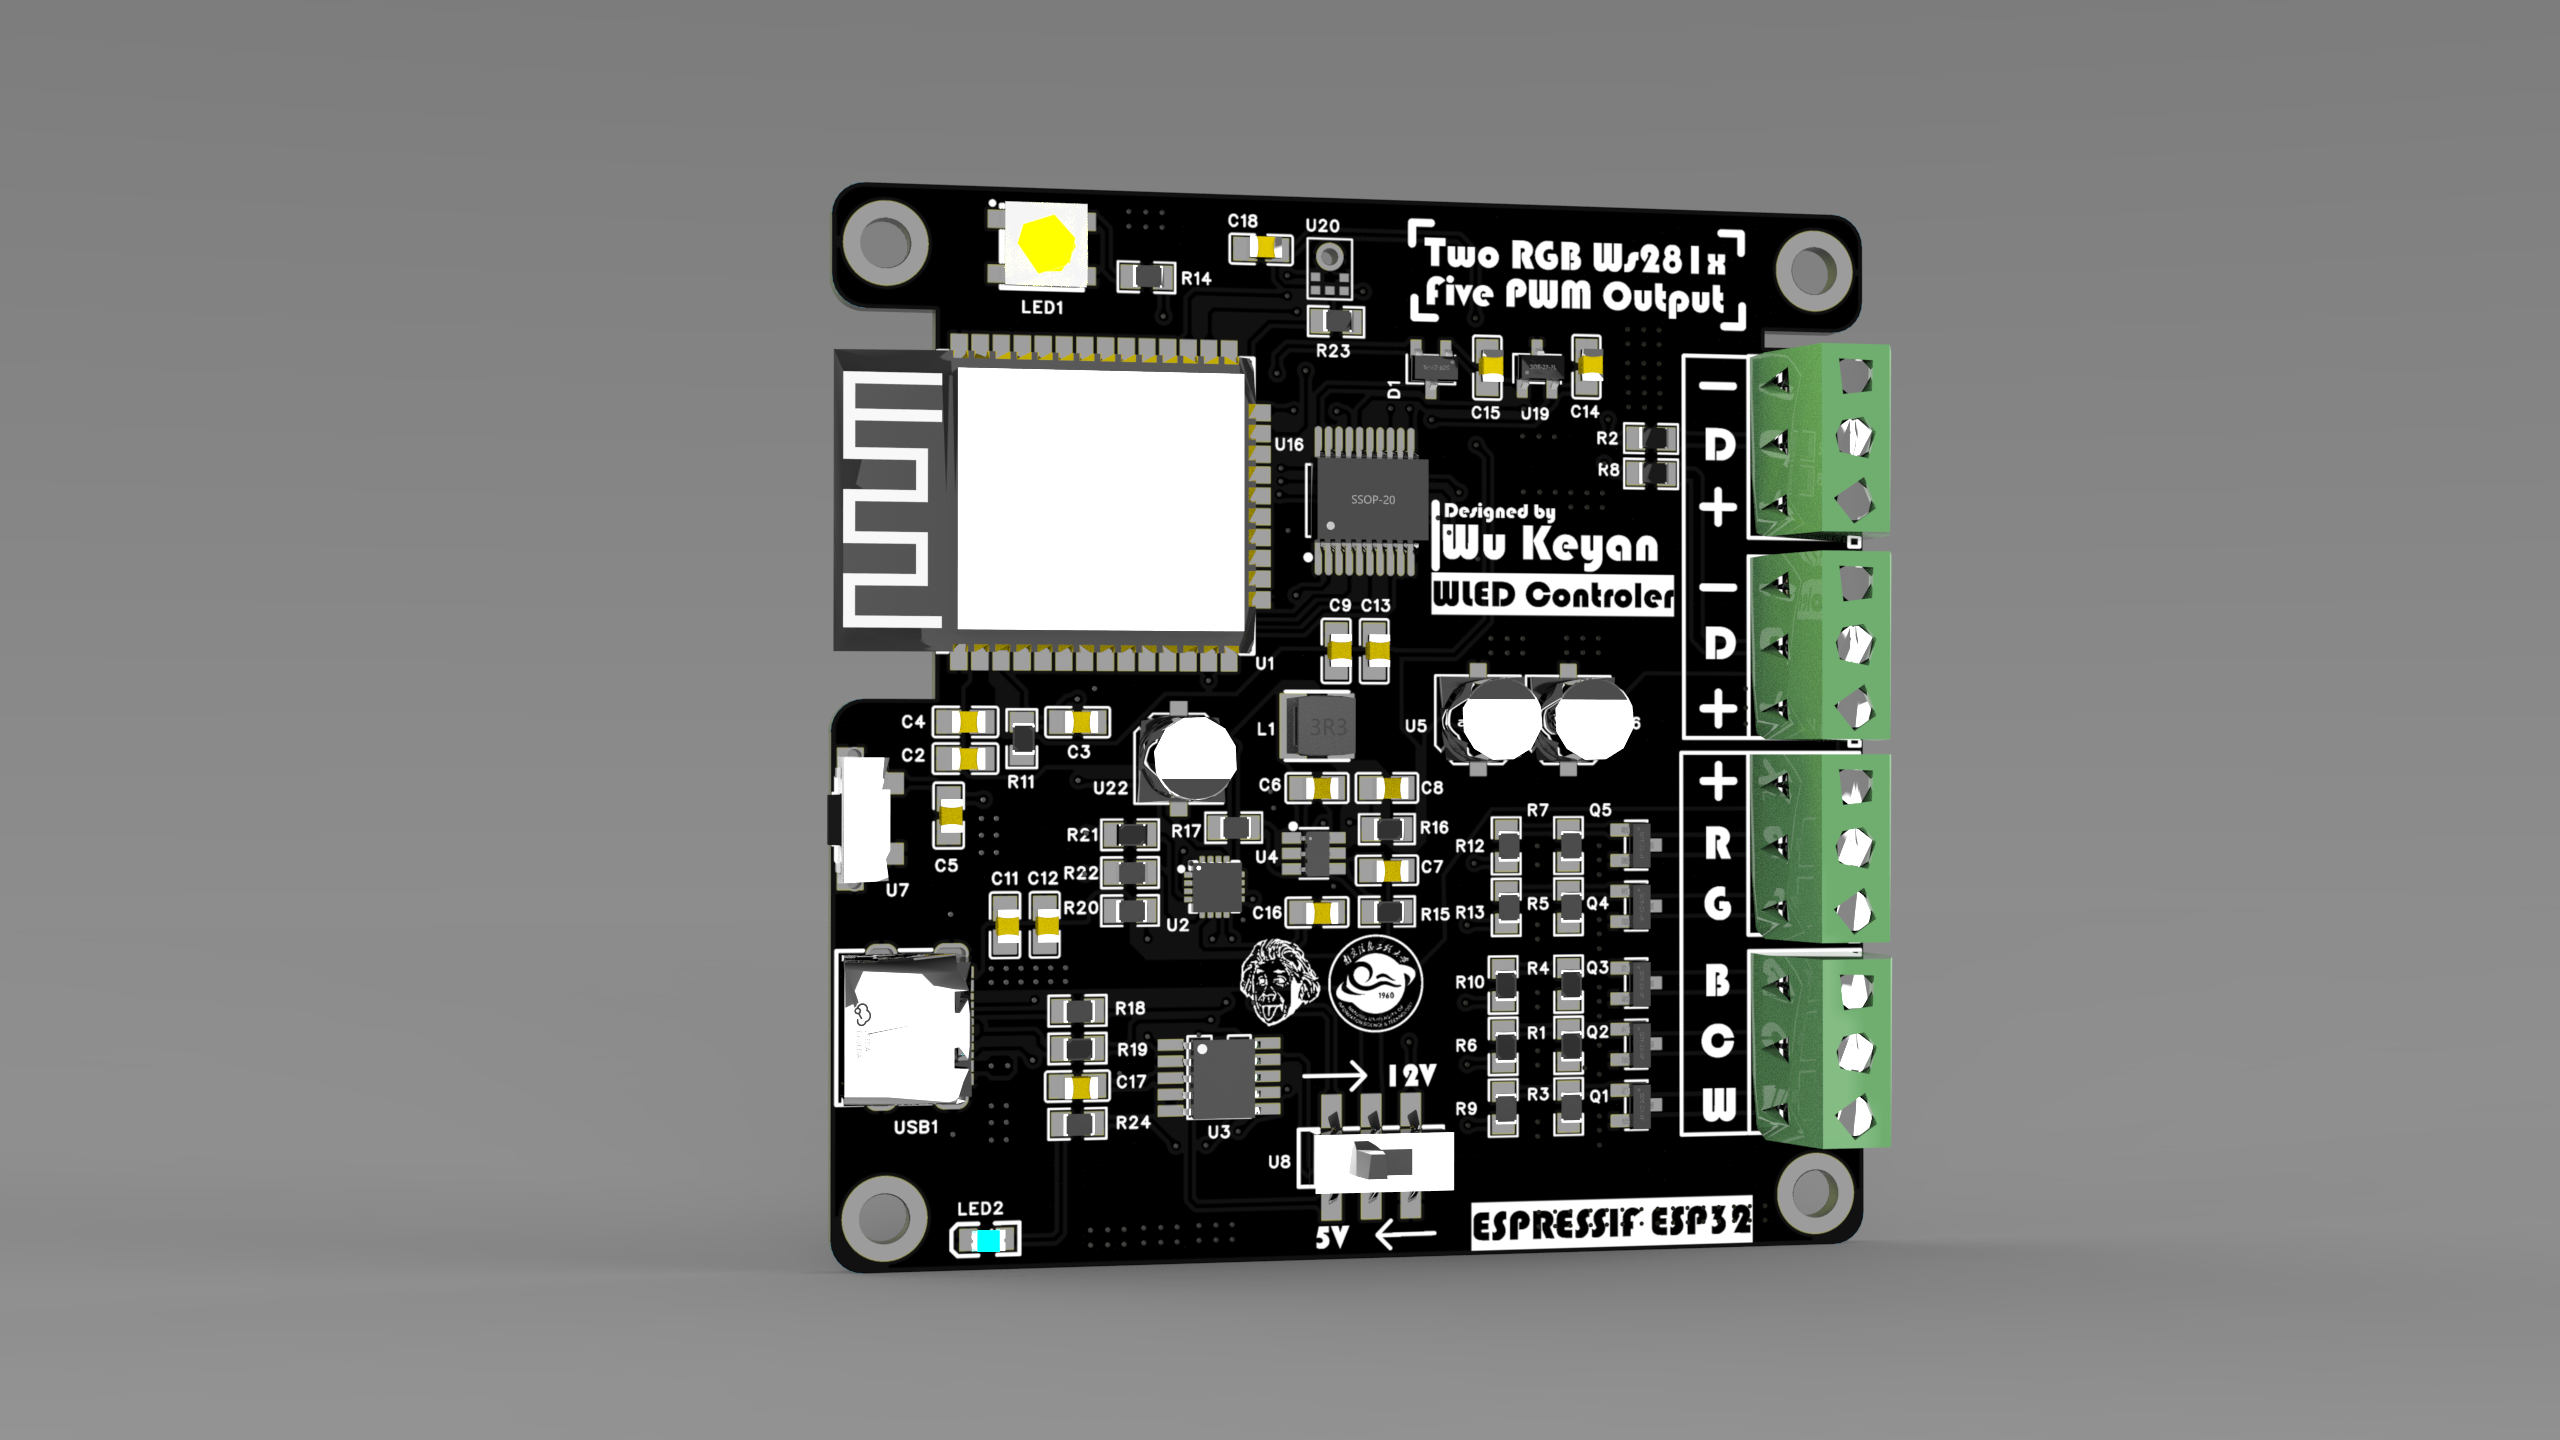 C18
U20
Two RGB Ws281x
Five PWM Output
R14
LED1
R23
D1
C15
U19
C14
−
D
+
R2
R8
U16
SSOP-20
Designed by
Wu Keyan
WLED Controler
−
D
+
C9
C13
U1
C4
C2
R11
C3
U22
L1
3R3
U5
6
C6
C8
+
R
G
R21
R17
R16
U4
C7
R7
Q5
R12
C5
U7
C11
C12
R22
R20
U2
C16
R15
R13
R5
Q4
B
C
W
R10
R4
Q3
1960
R18
R19
C17
R24
U3
12V
R6
R1
Q2
R9
R3
Q1
USB1
U8
5V
LED2
ESPRESSIF ESP32